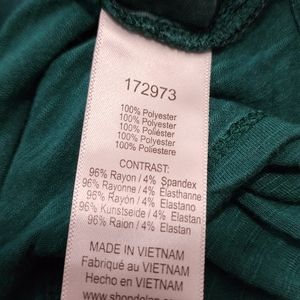 172973
100% Polyester
100% Polyester
100% Poliéster
100% Polyester
100% Poliestere
CONTRAST:
96% Rayon / 4% Spandex
96% Rayonne / 4% Élasthanne
96% Rayón / 4% Elastano
96% Kunstseide / 4% Elastan
96% Raion / 4% Elastan
MADE IN VIETNAM
Fabriqué au VIETNAM
Hecho en VIETNAM